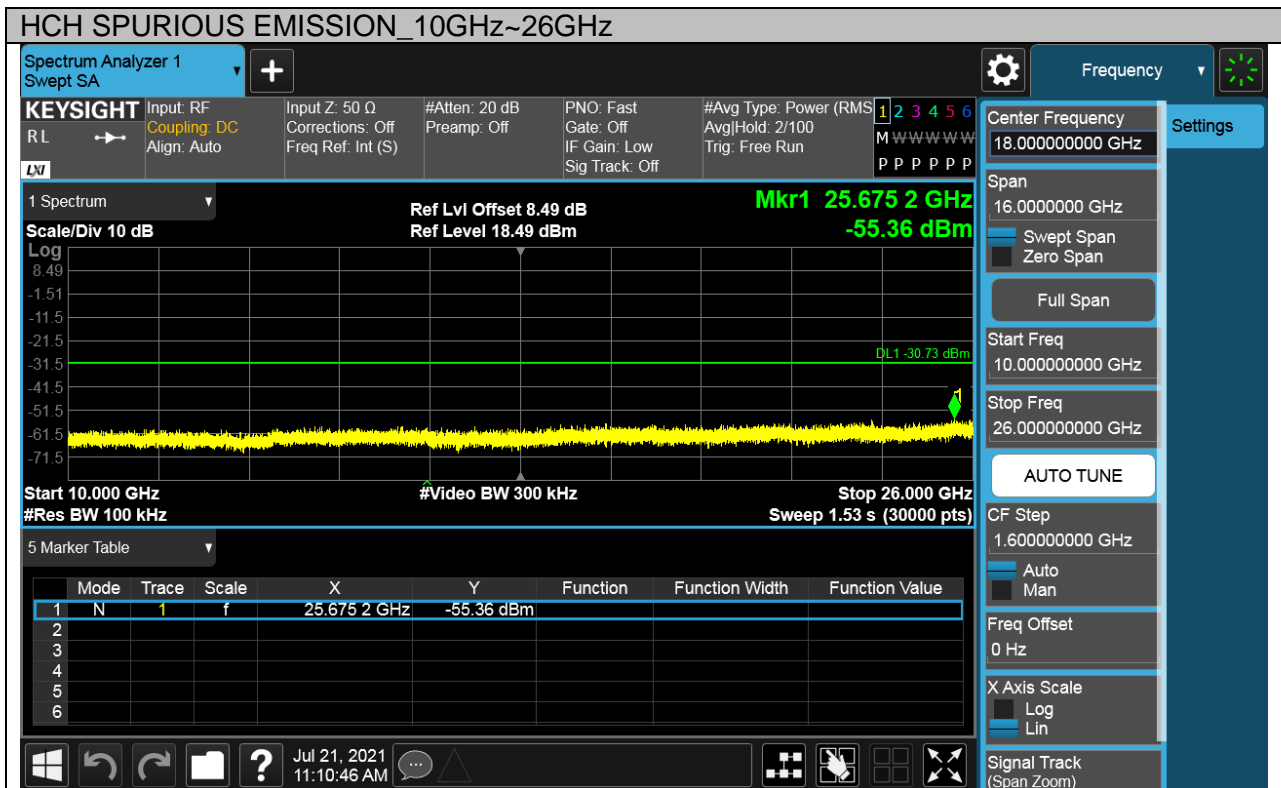 HCH SPURIOUS EMISSION_10GHz~26GHz
Spectrum Analyzer 1
Swept SA
Frequency
KEYSIGHT
RL
LXI
Input: RF
Coupling: DC
Align: Auto
Input Z: 50 Ω
Corrections: Off
Freq Ref: Int (S)
#Atten: 20 dB
Preamp: Off
PNO: Fast
Gate: Off
IF Gain: Low
Sig Track: Off
#Avg Type: Power (RMS
Avg|Hold: 2/100
Trig: Free Run
1 2 3 4 5 6
M W W W W W
P P P P P P
1 Spectrum
Scale/Div 10 dB
Ref Lvl Offset 8.49 dB
Ref Level 18.49 dBm
Mkr1 25.675 2 GHz
-55.36 dBm
Log
8.49
-1.51
-11.5
-21.5
-31.5
-41.5
-51.5
-61.5
-71.5
DL1 -30.73 dBm
1
Start 10.000 GHz
#Video BW 300 kHz
Stop 26.000 GHz
#Res BW 100 kHz
Sweep 1.53 s (30000 pts)
5 Marker Table
Mode Trace Scale X Y Function Function Width Function Value
1 N 1 f 25.675 2 GHz -55.36 dBm
2
3
4
5
6
Jul 21, 2021
11:10:46 AM
Center Frequency
18.000000000 GHz
Settings
Span
16.0000000 GHz
Swept Span
Zero Span
Full Span
Start Freq
10.000000000 GHz
Stop Freq
26.000000000 GHz
AUTO TUNE
CF Step
1.600000000 GHz
Auto
Man
Freq Offset
0 Hz
X Axis Scale
Log
Lin
Signal Track
(Span Zoom)